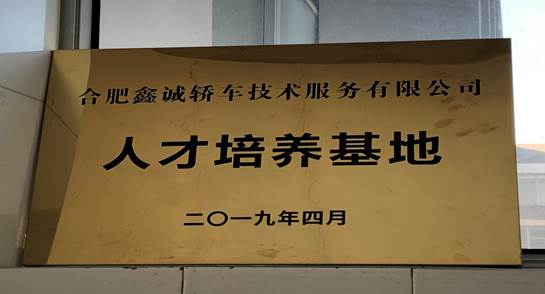 合肥鑫诚轿车技术服务有限公司
人才培养基地
二〇一九年四月